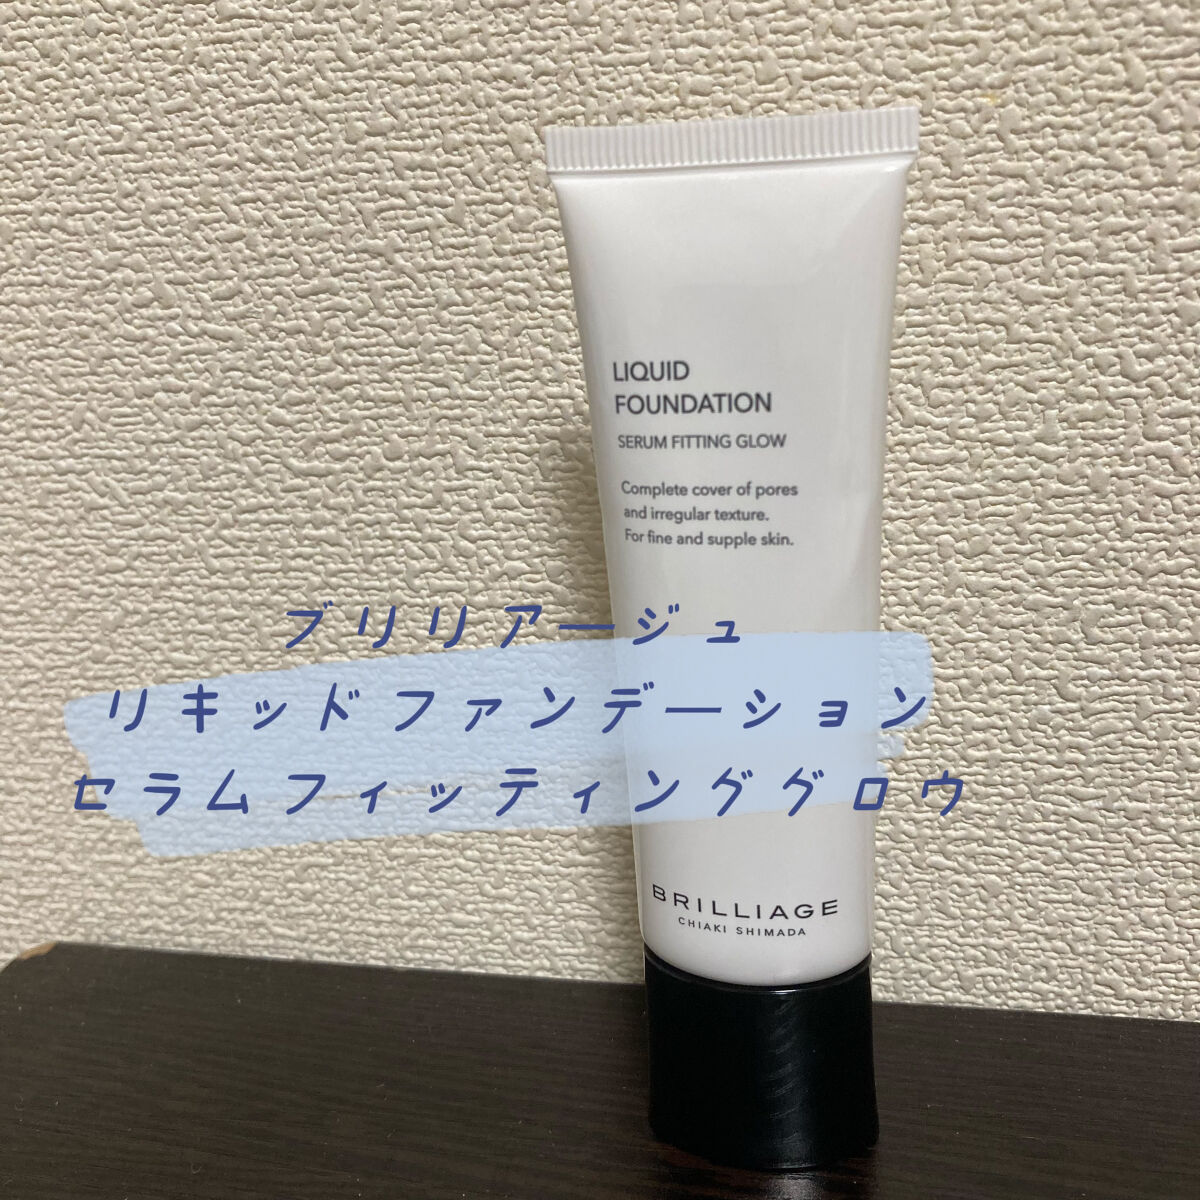 LIQUID
FOUNDATION
SERUM FITTING GLOW
Complete cover of pores
and irregular texture.
For fine and supple skin.
ブリリアージュ
リキッドファンデーション
セラムフィッティンググロウ
BRILLIAGE
CHIAKI SHIMADA